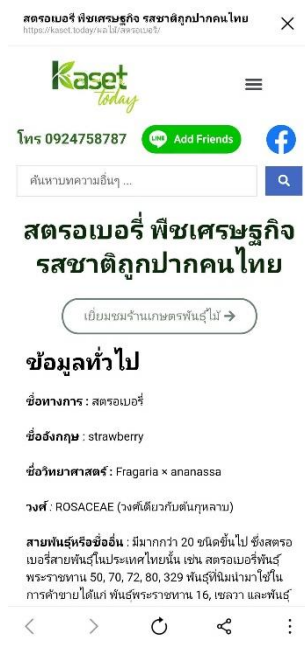 สตรอเบอรี่ พืชเศรษฐกิจ รสชาติถูกปากคนไทย
https://kaset.today/ผลไม้/สตรอเบอรี่/
Kaset
today
โทร 0924758787
LINE
Add Friends
ค้นหาบทความอื่นๆ ...
สตรอเบอรี่ พืชเศรษฐกิจ
รสชาติถูกปากคนไทย
เยี่ยมชมร้านเกษตรพันธุ์ไม้ →
ข้อมูลทั่วไป
ชื่อทางการ : สตรอเบอรี่
ชื่ออังกฤษ : strawberry
ชื่อวิทยาศาสตร์ : Fragaria × ananassa
วงศ์ : ROSACEAE (วงศ์เดียวกับต้นกุหลาบ)
สายพันธุ์หรือชื่ออื่น : มีมากกว่า 20 ชนิดขึ้นไป ซึ่งสตรอ
เบอรี่สายพันธุ์ในประเทศไทยนั้น เช่น สตรอเบอรี่พันธุ์
พระราชทาน 50, 70, 72, 80, 329 พันธุ์ที่นิมนำมาใช้ใน
การค้าขายได้แก่ พันธุ์พระราชทาน 16, เซลวา และพันธุ์